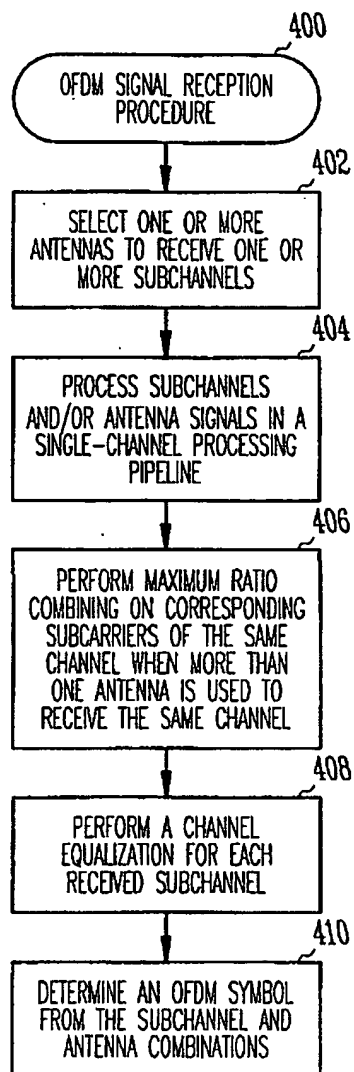 400
OFDM SIGNAL RECEPTION
PROCEDURE
402
SELECT ONE OR MORE
ANTENNAS TO RECEIVE ONE OR
MORE SUBCHANNELS
404
PROCESS SUBCHANNELS
AND/OR ANTENNA SIGNALS IN A
SINGLE-CHANNEL PROCESSING
PIPELINE
406
PERFORM MAXIMUM RATIO
COMBINING ON CORRESPONDING
SUBCARRIERS OF THE SAME
CHANNEL WHEN MORE THAN
ONE ANTENNA IS USED TO
RECEIVE THE SAME CHANNEL
408
PERFORM A CHANNEL
EQUALIZATION FOR EACH
RECEIVED SUBCHANNEL
410
DETERMINE AN OFDM SYMBOL
FROM THE SUBCHANNEL AND
ANTENNA COMBINATIONS